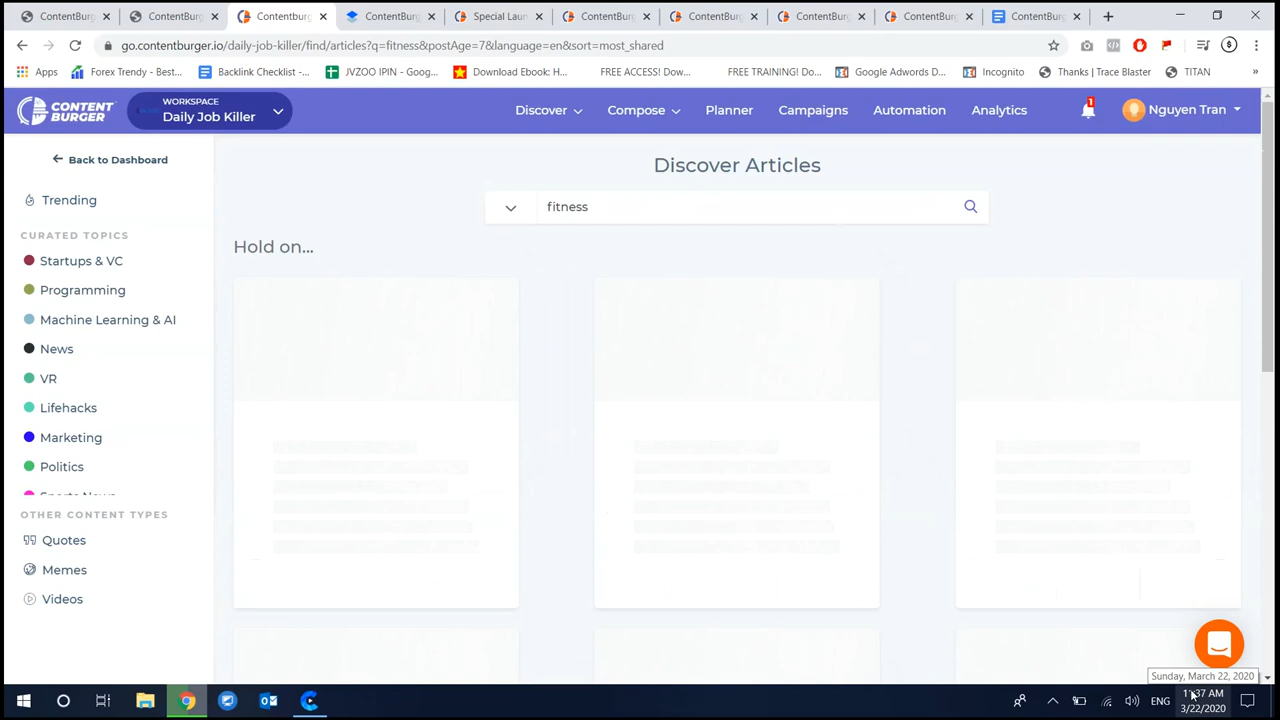 ContentBurg
ContentBurg
Contentburg
ContentBurg
Special Laun
ContentBurg
ContentBurg
ContentBurg
ContentBurg
ContentBurg
go.contentburger.io/daily-job-killer/find/articles?q=fitness&postAge=7&language=en&sort=most_shared
Apps
Forex Trendy - Best...
Backlink Checklist -...
JVZOO IPIN - Goog...
Download Ebook: H...
FREE ACCESS! Dow...
FREE TRAINING! Do...
Google Adwords D...
Incognito
Thanks | Trace Blaster
TITAN
»
CONTENT BURGER
WORKSPACE
Daily Job Killer
Discover
Compose
Planner
Campaigns
Automation
Analytics
1
Nguyen Tran
Back to Dashboard
Trending
CURATED TOPICS
Startups & VC
Programming
Machine Learning & AI
News
VR
Lifehacks
Marketing
Politics
Sports News
OTHER CONTENT TYPES
Quotes
Memes
Videos
Discover Articles
fitness
Hold on...
Sunday, March 22, 2020
ENG
11:37 AM
3/22/2020